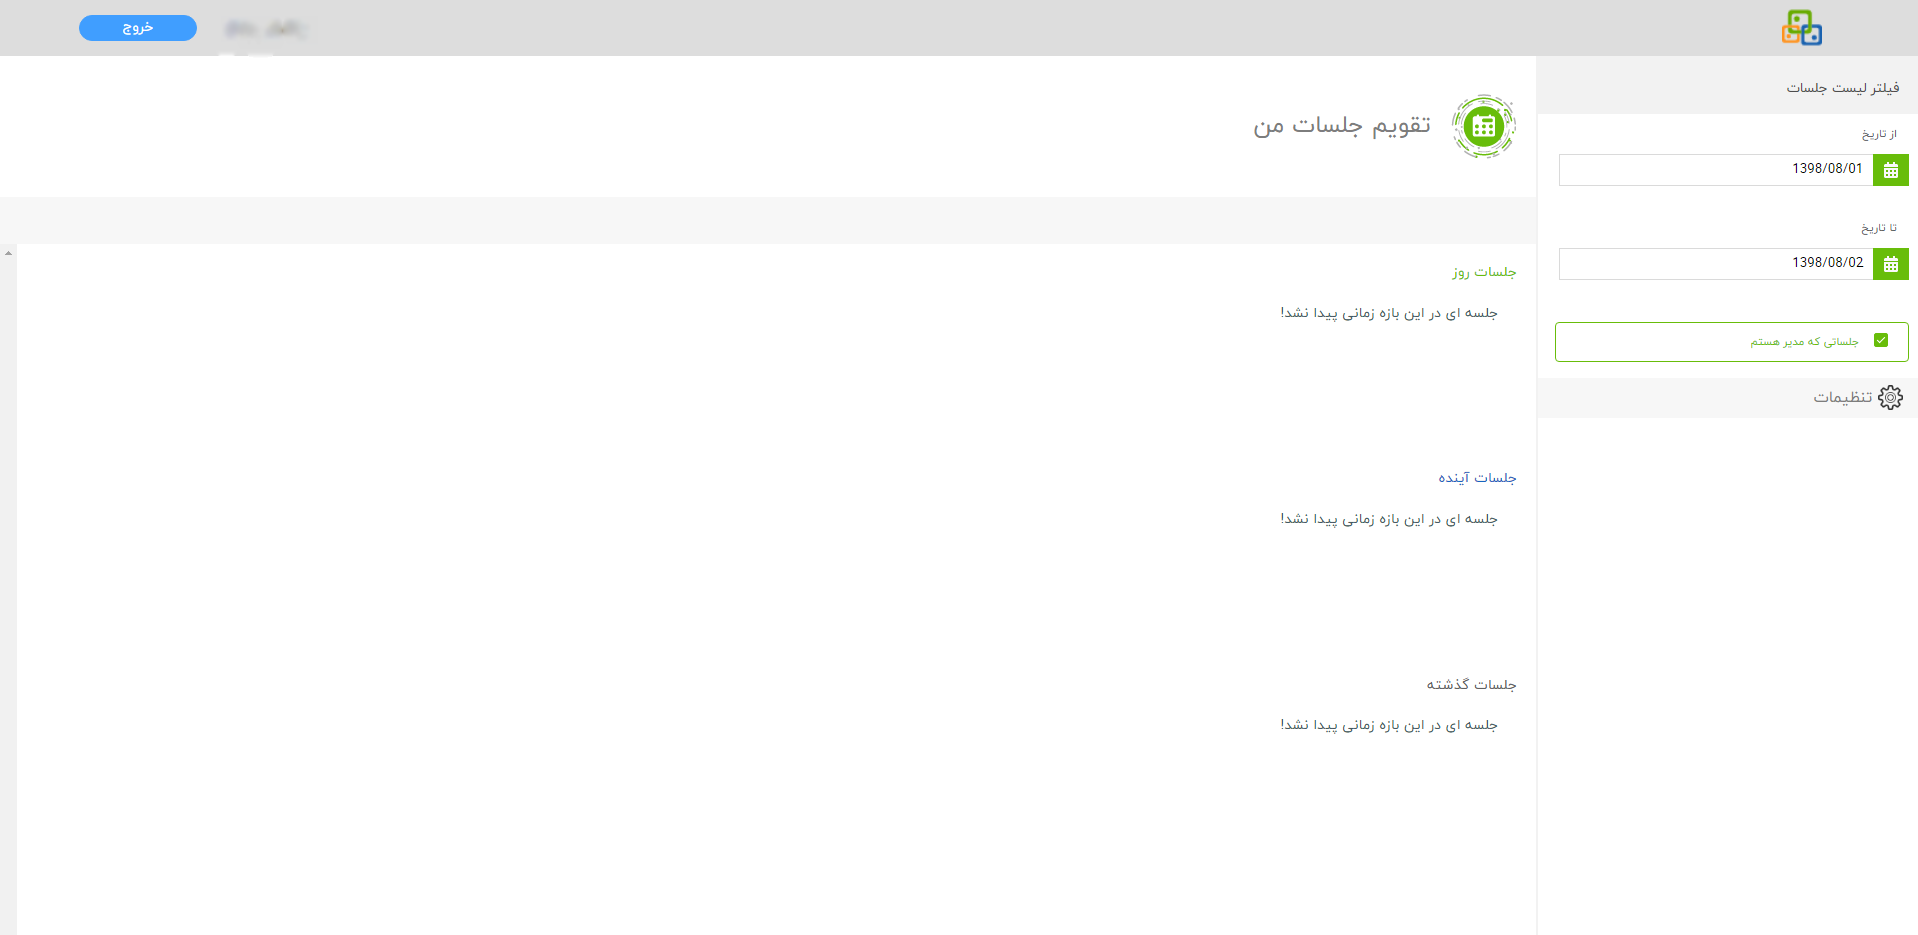 خروج
فیلتر لیست جلسات
از تاریخ
1398/08/01
تا تاریخ
1398/08/02
جلساتی که مدیر هستم
تنظیمات
تقویم جلسات من
جلسات روز
جلسه ای در این بازه زمانی پیدا نشد!
جلسات آینده
جلسه ای در این بازه زمانی پیدا نشد!
جلسات گذشته
جلسه ای در این بازه زمانی پیدا نشد!